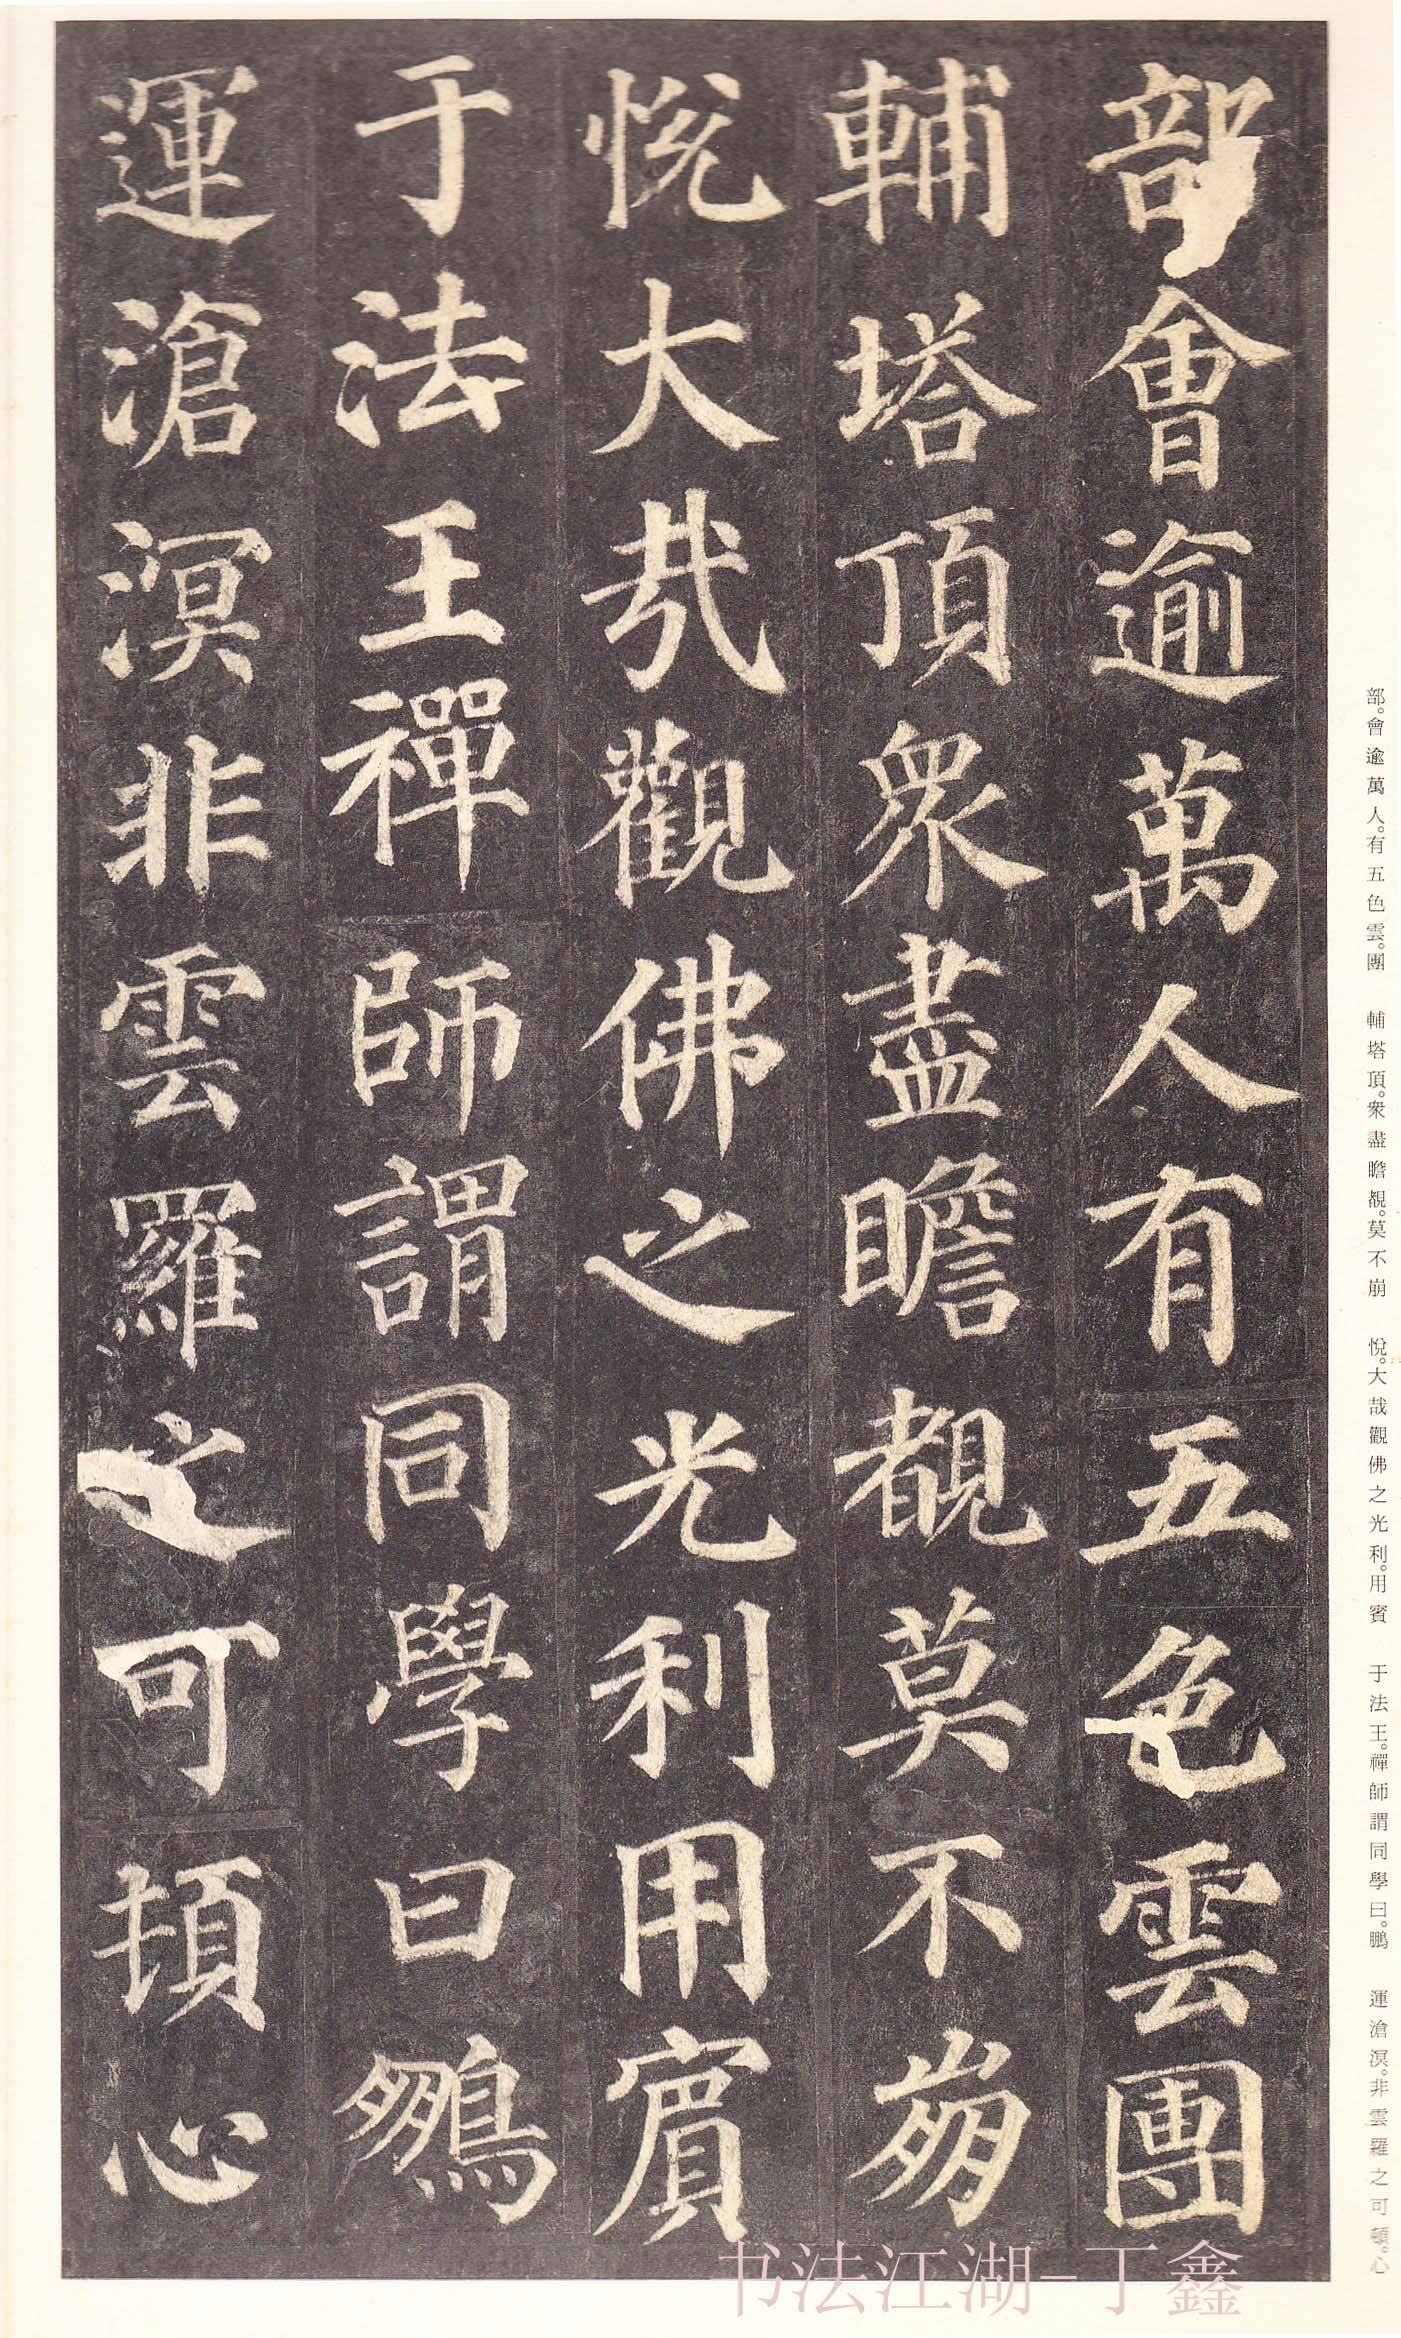 部會逾萬人有五色雲團
輔塔頂衆盡瞻覩莫不崩
悅大哉觀佛之光利用賓
于法王禪師謂同學曰鵬
運滄溟非雲羅之可頓心
部。會逾萬人。有五色雲。團　輔塔頂。衆盡瞻覩。莫不崩　悅。大哉觀佛之光利。用賓　于法王。禪師謂同學曰。鵬　運滄溟。非雲羅之可頓。心
书法江湖-丁鑫